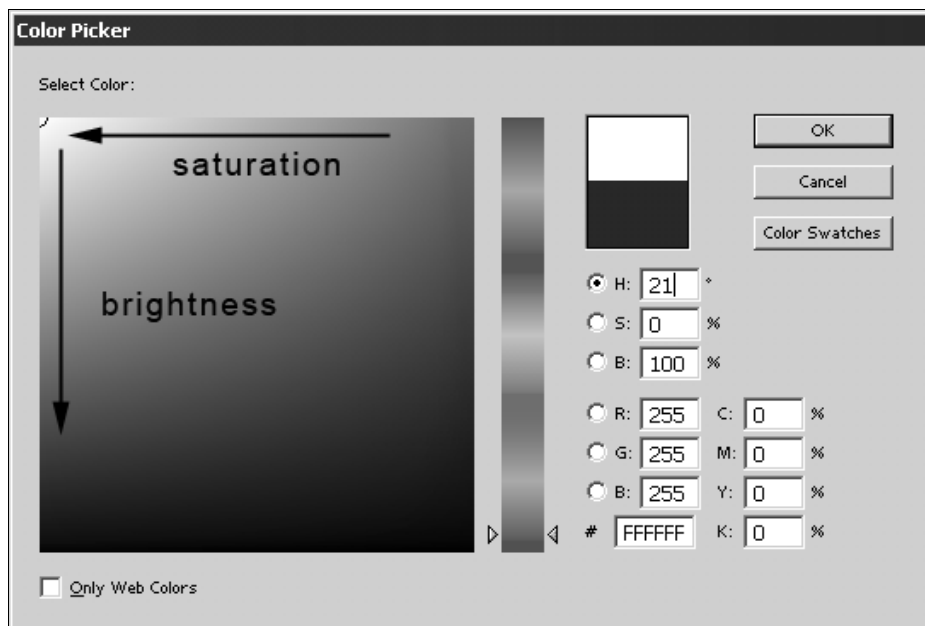 Color Picker
Select Color:
saturation
brightness
OK
Cancel
Color Swatches
H: 21 °
S: 0 %
B: 100 %
R: 255 C: 0 %
G: 255 M: 0 %
B: 255 Y: 0 %
# FFFFFF K: 0 %
Only Web Colors